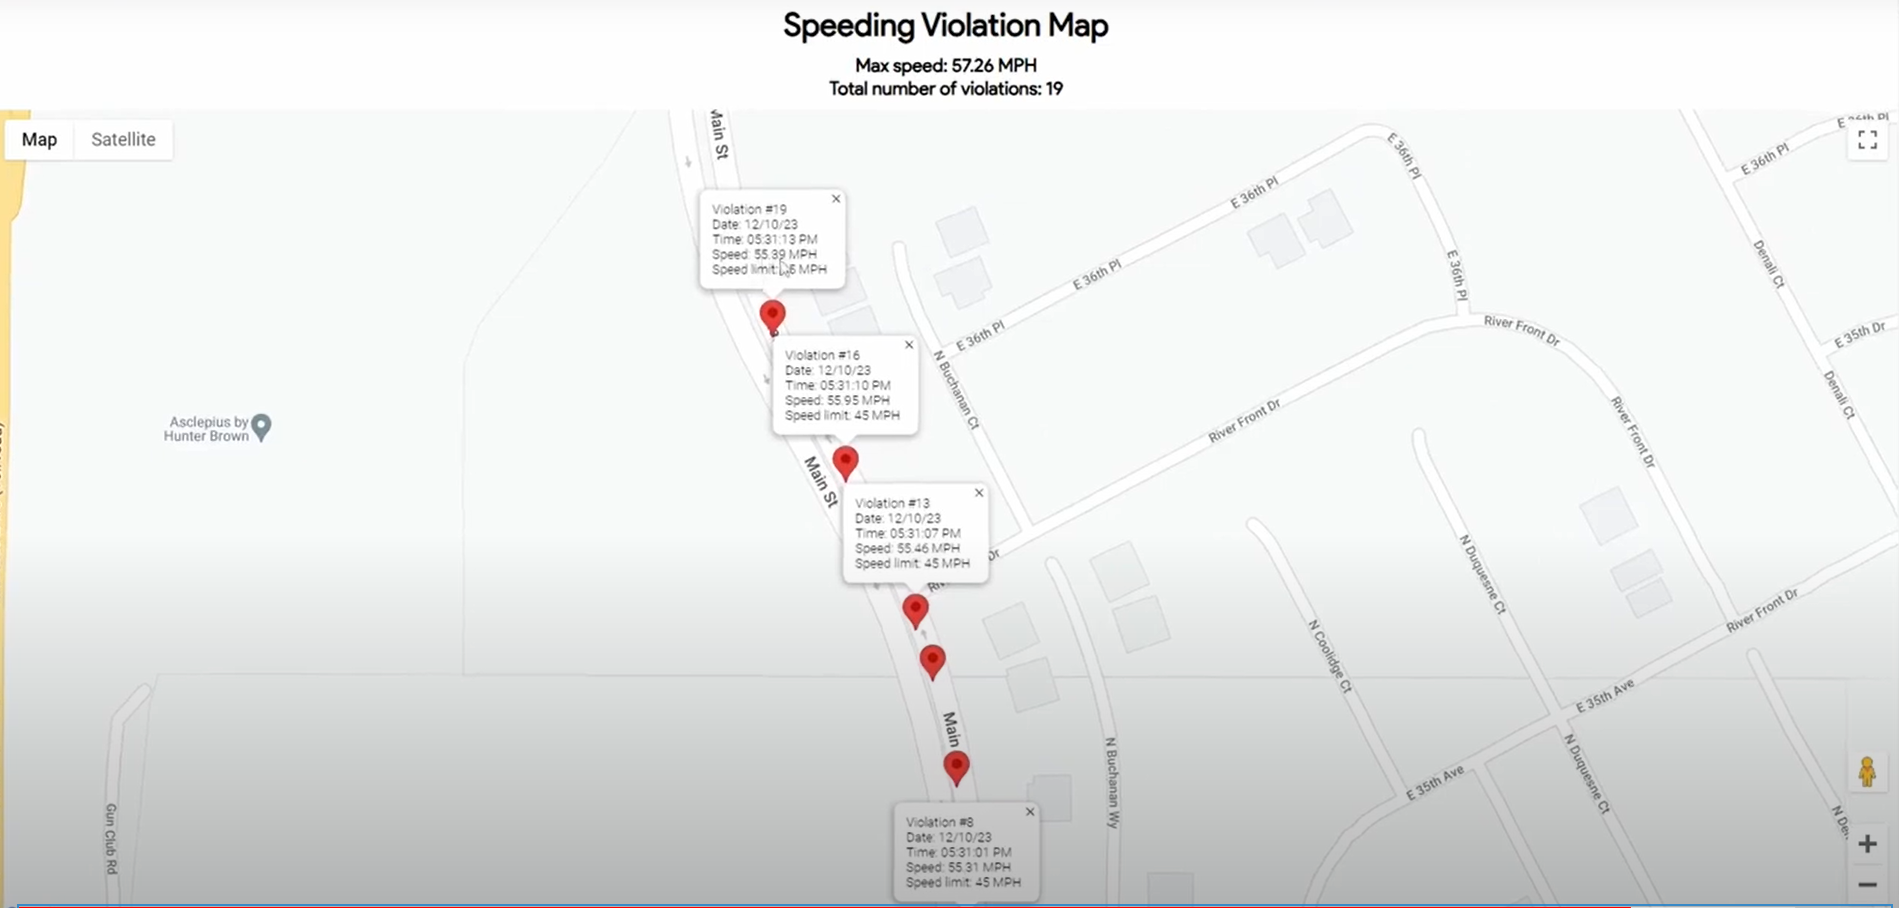 Speeding Violation Map
Max speed: 57.26 MPH
Total number of violations: 19
Map
Satellite
Main St
E 36th Pl
E 36th Pl
E 36th Pl
E 36th Pl
E 36th Pl
E 36th Pl
Violation #19
Date: 12/10/23
Time: 05:31:13 PM
Speed: 55.39 MPH
Speed limit: 5 MPH
Denali Ct
E 35th Dr
River Front Dr
Violation #16
Date: 12/10/23
Time: 05:31:10 PM
Speed: 55.95 MPH
Speed limit: 45 MPH
N Buchanan Ct
Denali Ct
Asclepius by
Hunter Brown
River Front Dr
River Front Dr
Main St
Violation #13
Date: 12/10/23
Time: 05:31:07 PM
Speed: 55.46 MPH
Speed limit: 45 MPH
Dr
N Duquesne Ct
River Front Dr
N Coolidge Ct
E 35th Ave
Main
N Buchanan Wy
E 35th Ave
N Duquesne Ct
Gun Club Rd
Violation #8
Date: 12/10/23
Time: 05:31:01 PM
Speed: 55.31 MPH
Speed limit: 45 MPH